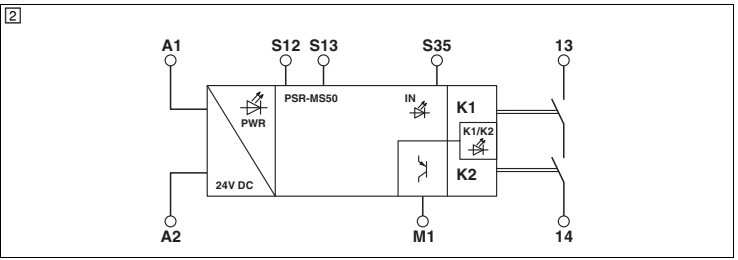 2
A1 S12 S13 S35 13
PSR-MS50 IN K1
PWR K1/K2
24V DC K2
A2 M1 14